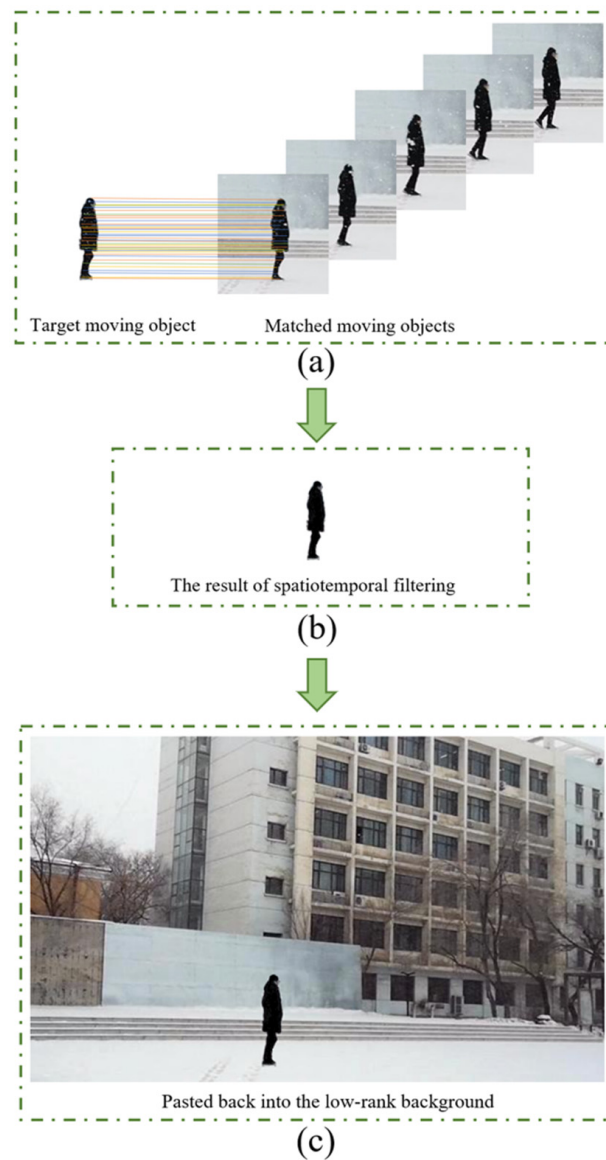 Target moving object
Matched moving objects
(a)
The result of spatiotemporal filtering
(b)
Pasted back into the low-rank background
(c)